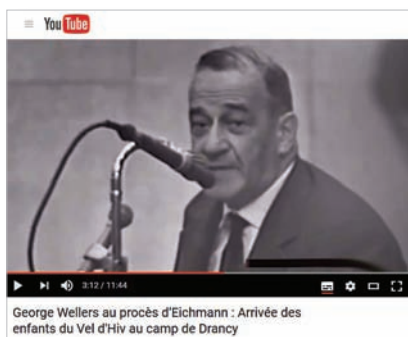 YouTube
3:12 / 11:44
George Wellers au procès d'Eichmann : Arrivée des
enfants du Vel d'Hiv au camp de Drancy